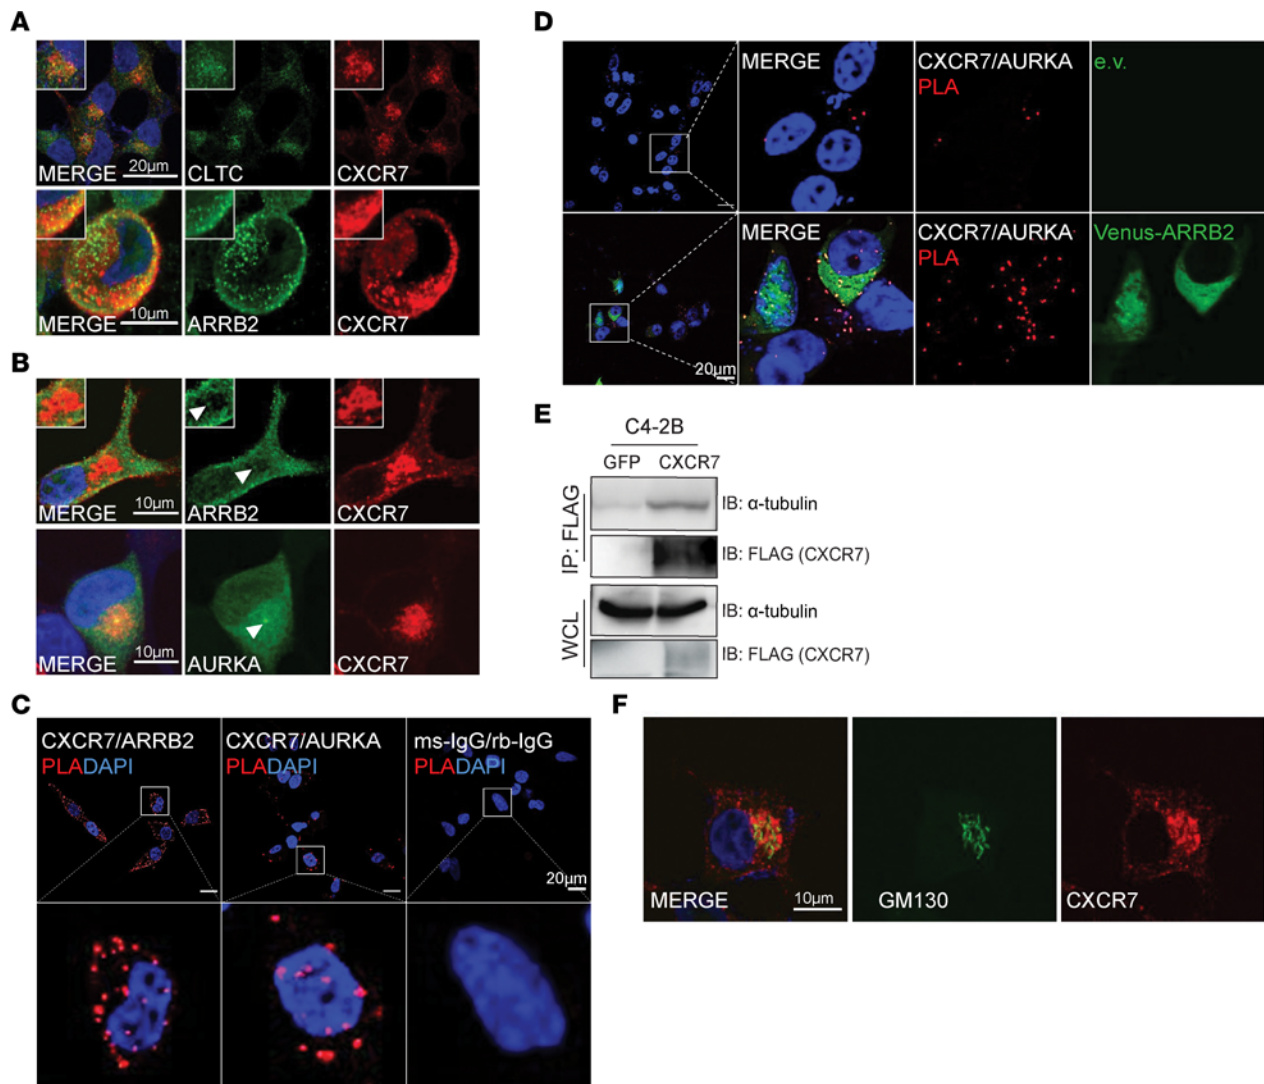 A
MERGE
20µm
CLTC
CXCR7
MERGE
10µm
ARRB2
CXCR7
B
MERGE
10µm
ARRB2
CXCR7
MERGE
10µm
AURKA
CXCR7
C
CXCR7/ARRB2
PLADAPI
CXCR7/AURKA
PLADAPI
ms-IgG/rb-IgG
PLADAPI
20µm
D
MERGE
CXCR7/AURKA
PLA
e.v.
MERGE
CXCR7/AURKA
PLA
Venus-ARRB2
20µm
E
C4-2B
GFP CXCR7
IP: FLAG
IB: α-tubulin
IB: FLAG (CXCR7)
WCL
IB: α-tubulin
IB: FLAG (CXCR7)
F
MERGE
10µm
GM130
CXCR7